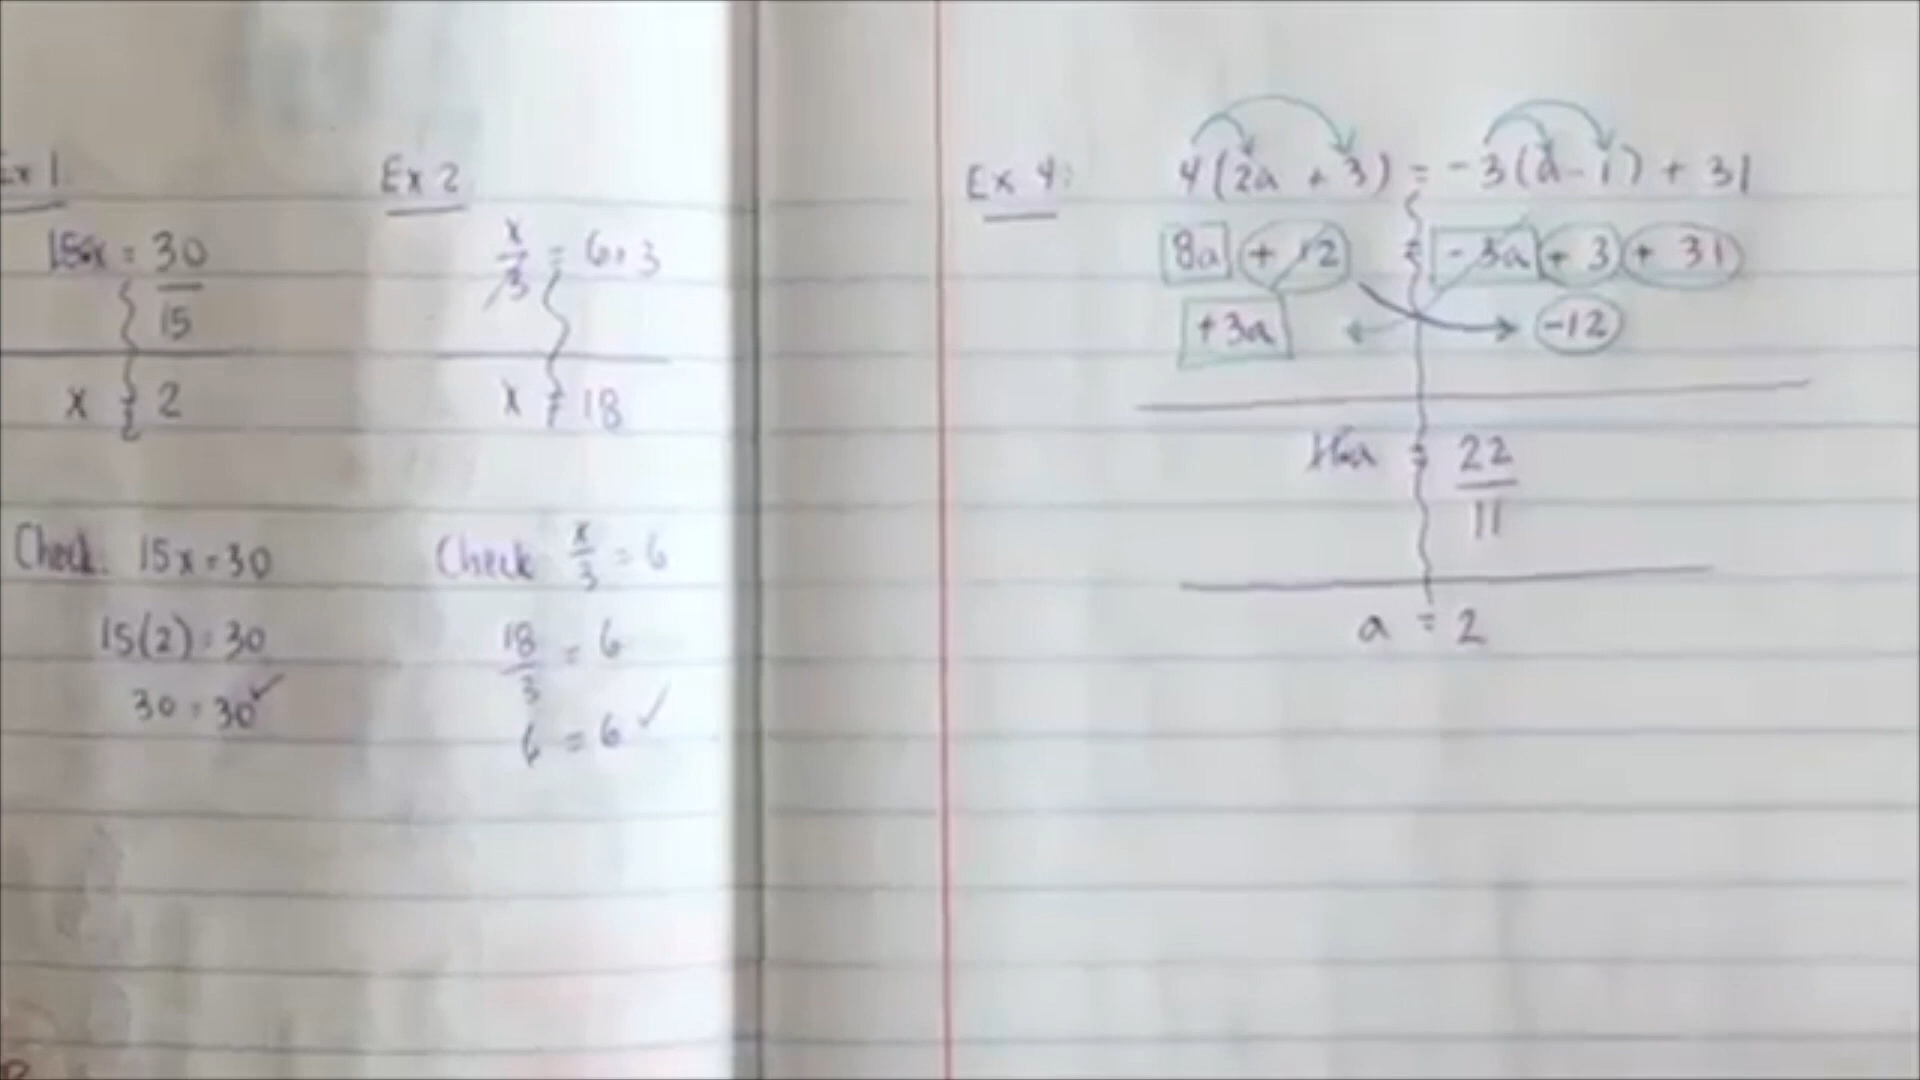 Ex 1.
15x = 30
15
x = 2
Check: 15x = 30
15(2) = 30
30 = 30 ✓
Ex 2
x/3 = 6·3
x = 18
Check x/3 = 6
18/3 = 6
6 = 6 ✓
Ex 4: 4(2a + 3) = -3(a - 1) + 31
8a + 12 = -3a + 3 + 31
+3a -12
11a = 22
11
a = 2